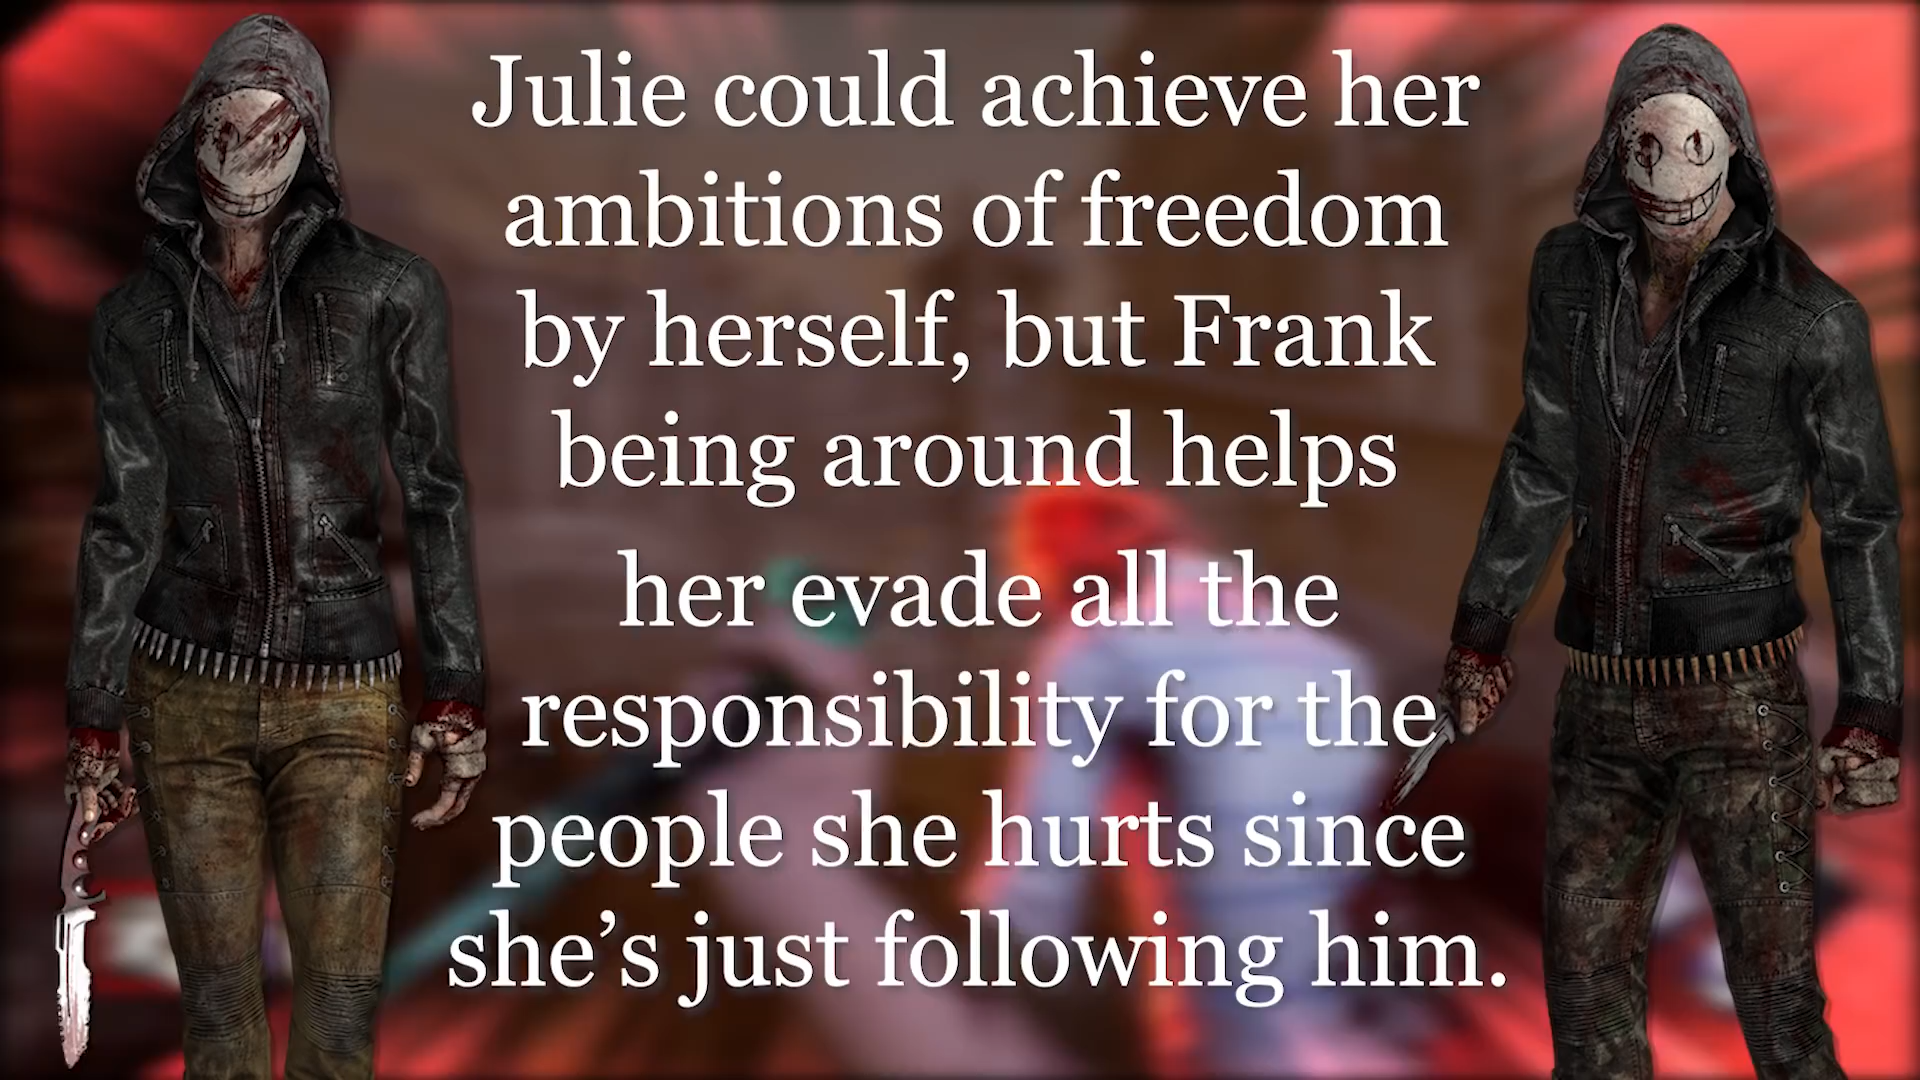 Julie could achieve her
ambitions of freedom
by herself, but Frank
being around helps
her evade all the
responsibility for the
people she hurts since
she’s just following him.